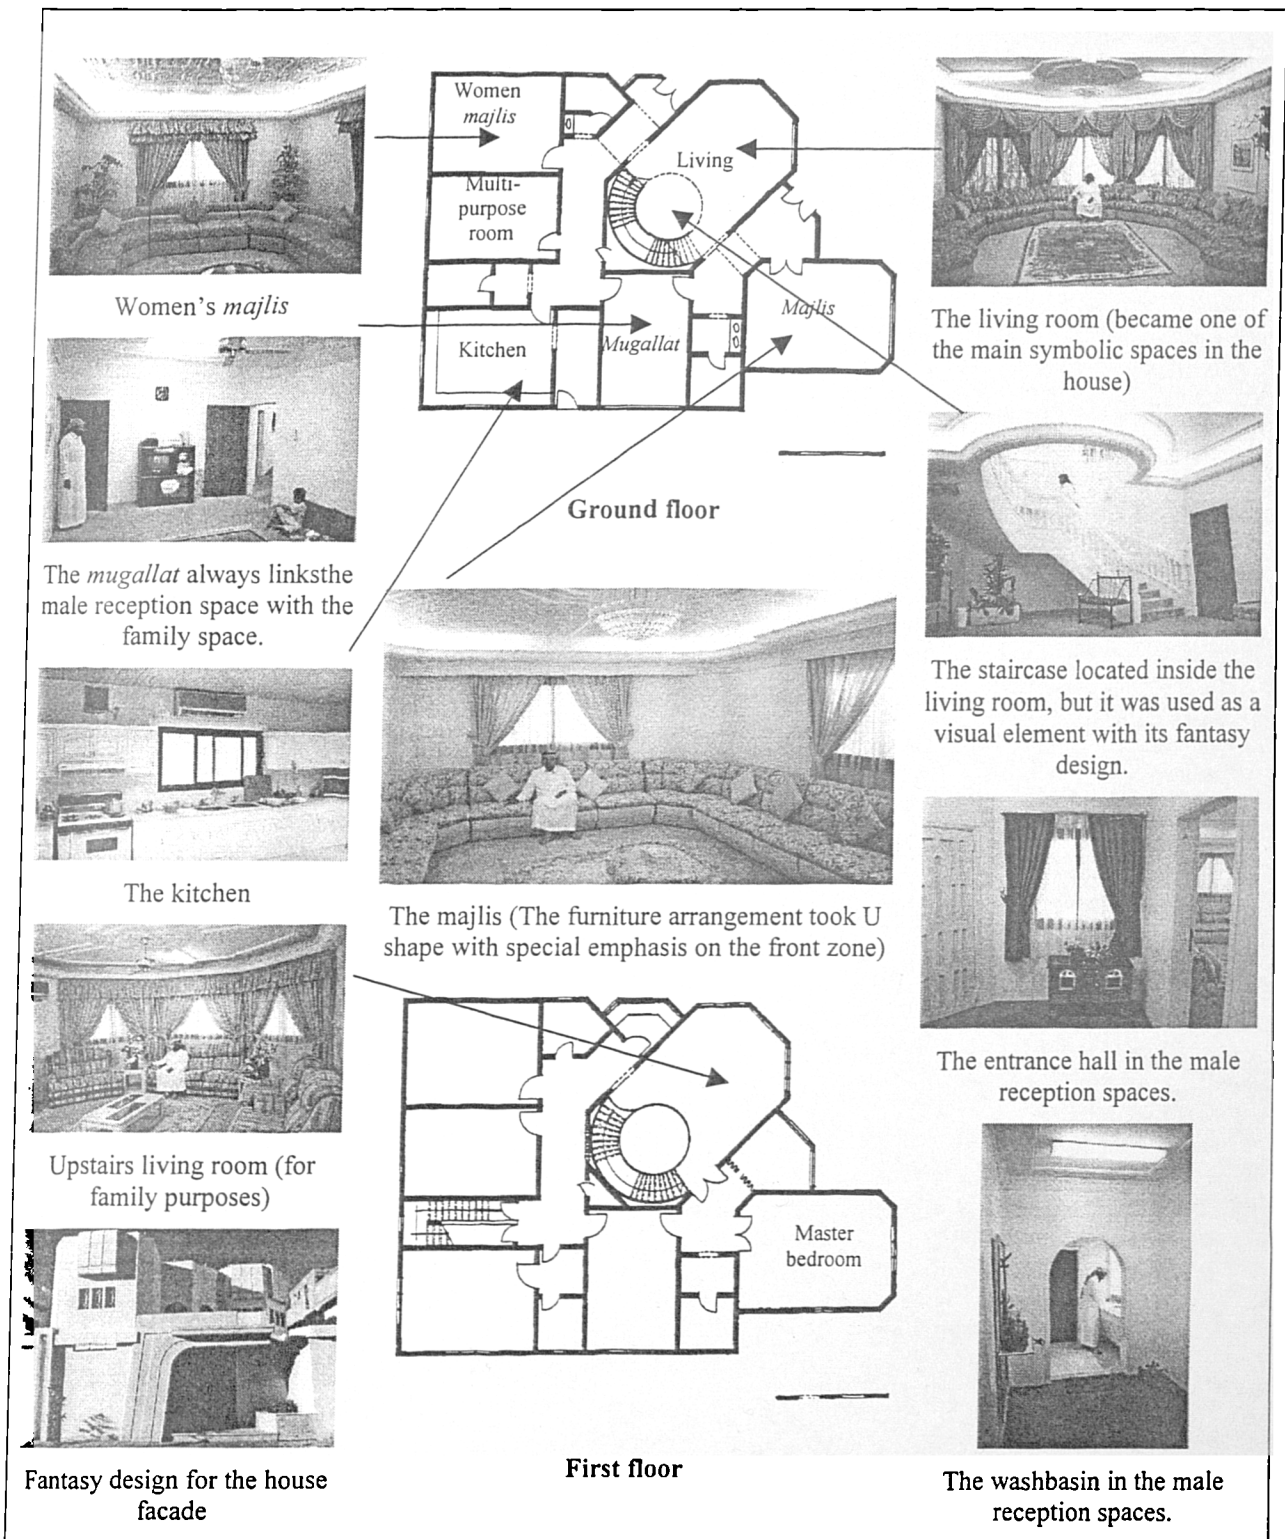 Women
majlis
Multi-
purpose
room
Living
Majlis
Mugallat
Kitchen
Ground floor
Women's majlis
The mugallat always linksthe
male reception space with the
family space.
The kitchen
Upstairs living room (for
family purposes)
Fantasy design for the house
facade
The majlis (The furniture arrangement took U
shape with special emphasis on the front zone)
Master
bedroom
First floor
The living room (became one of
the main symbolic spaces in the
house)
The staircase located inside the
living room, but it was used as a
visual element with its fantasy
design.
The entrance hall in the male
reception spaces.
The washbasin in the male
reception spaces.